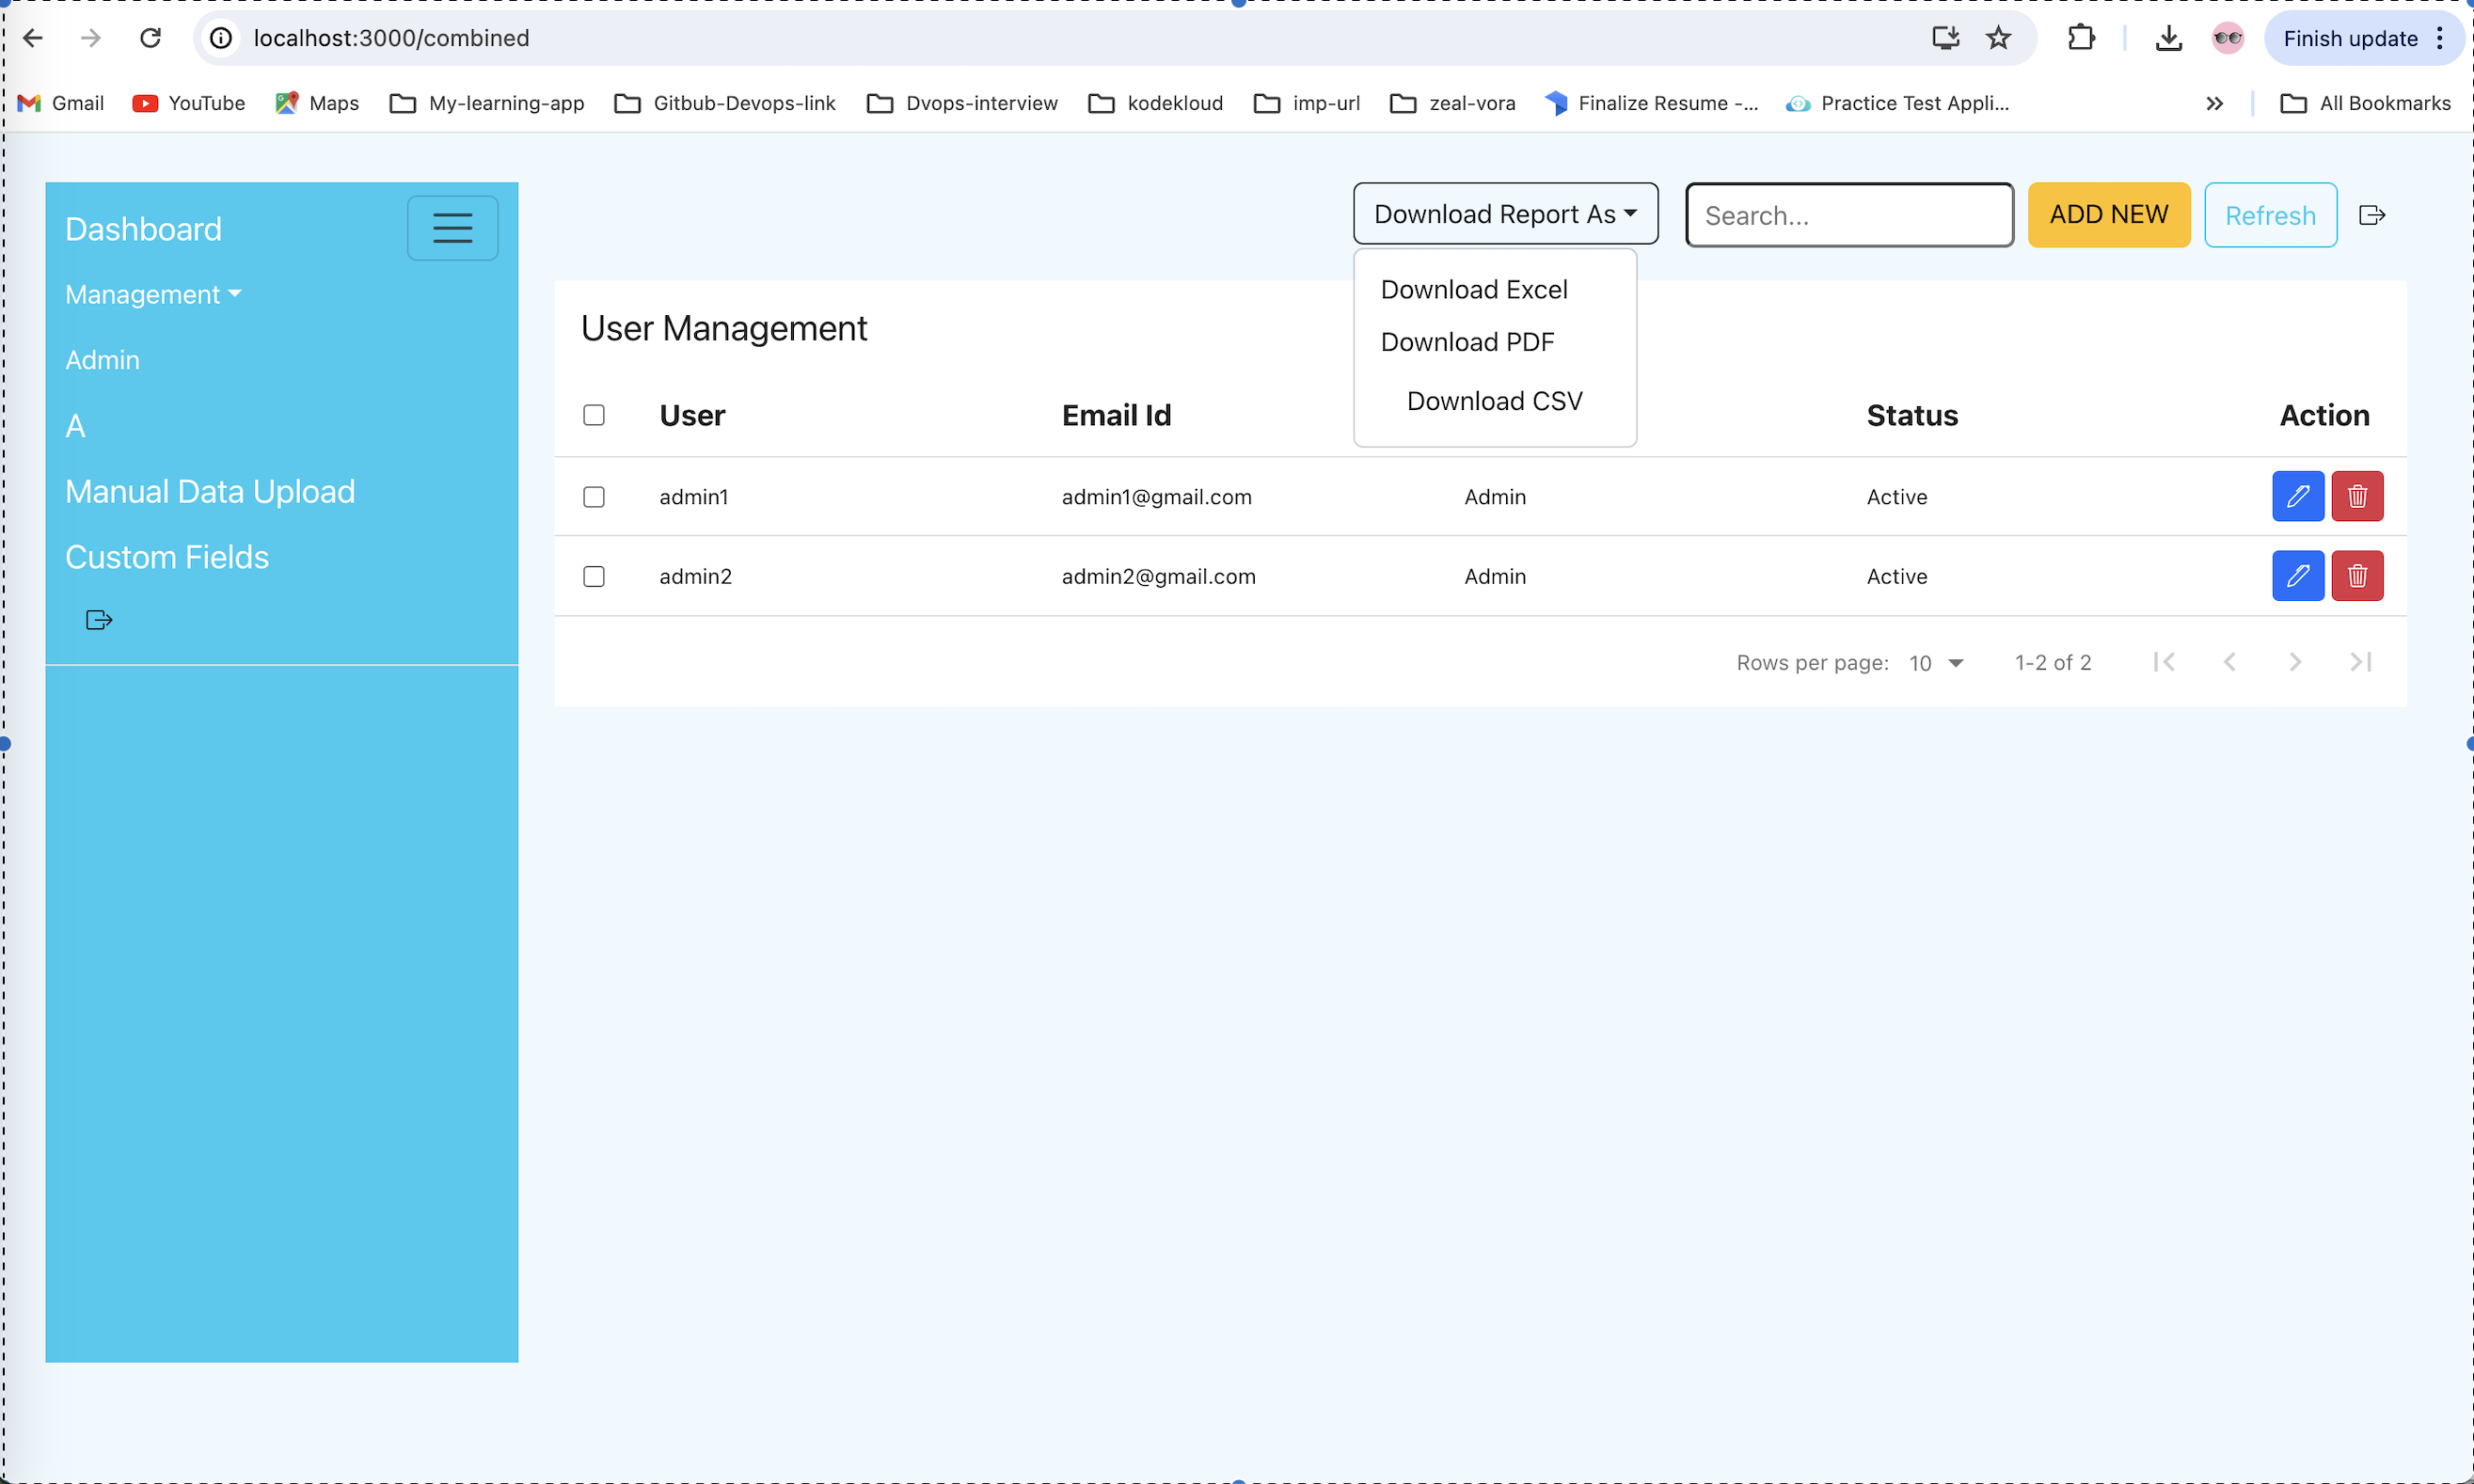 localhost:3000/combined
Finish update
Gmail YouTube Maps My-learning-app Gitbub-Devops-link Dvops-interview kodekloud imp-url zeal-vora Finalize Resume -... Practice Test Appli... All Bookmarks
Dashboard
Management
Admin
A
Manual Data Upload
Custom Fields
Download Report As
Search...
ADD NEW
Refresh
Download Excel
Download PDF
Download CSV
User Management
User Email Id Status Action
admin1 admin1@gmail.com Admin Active
admin2 admin2@gmail.com Admin Active
Rows per page: 10 1-2 of 2